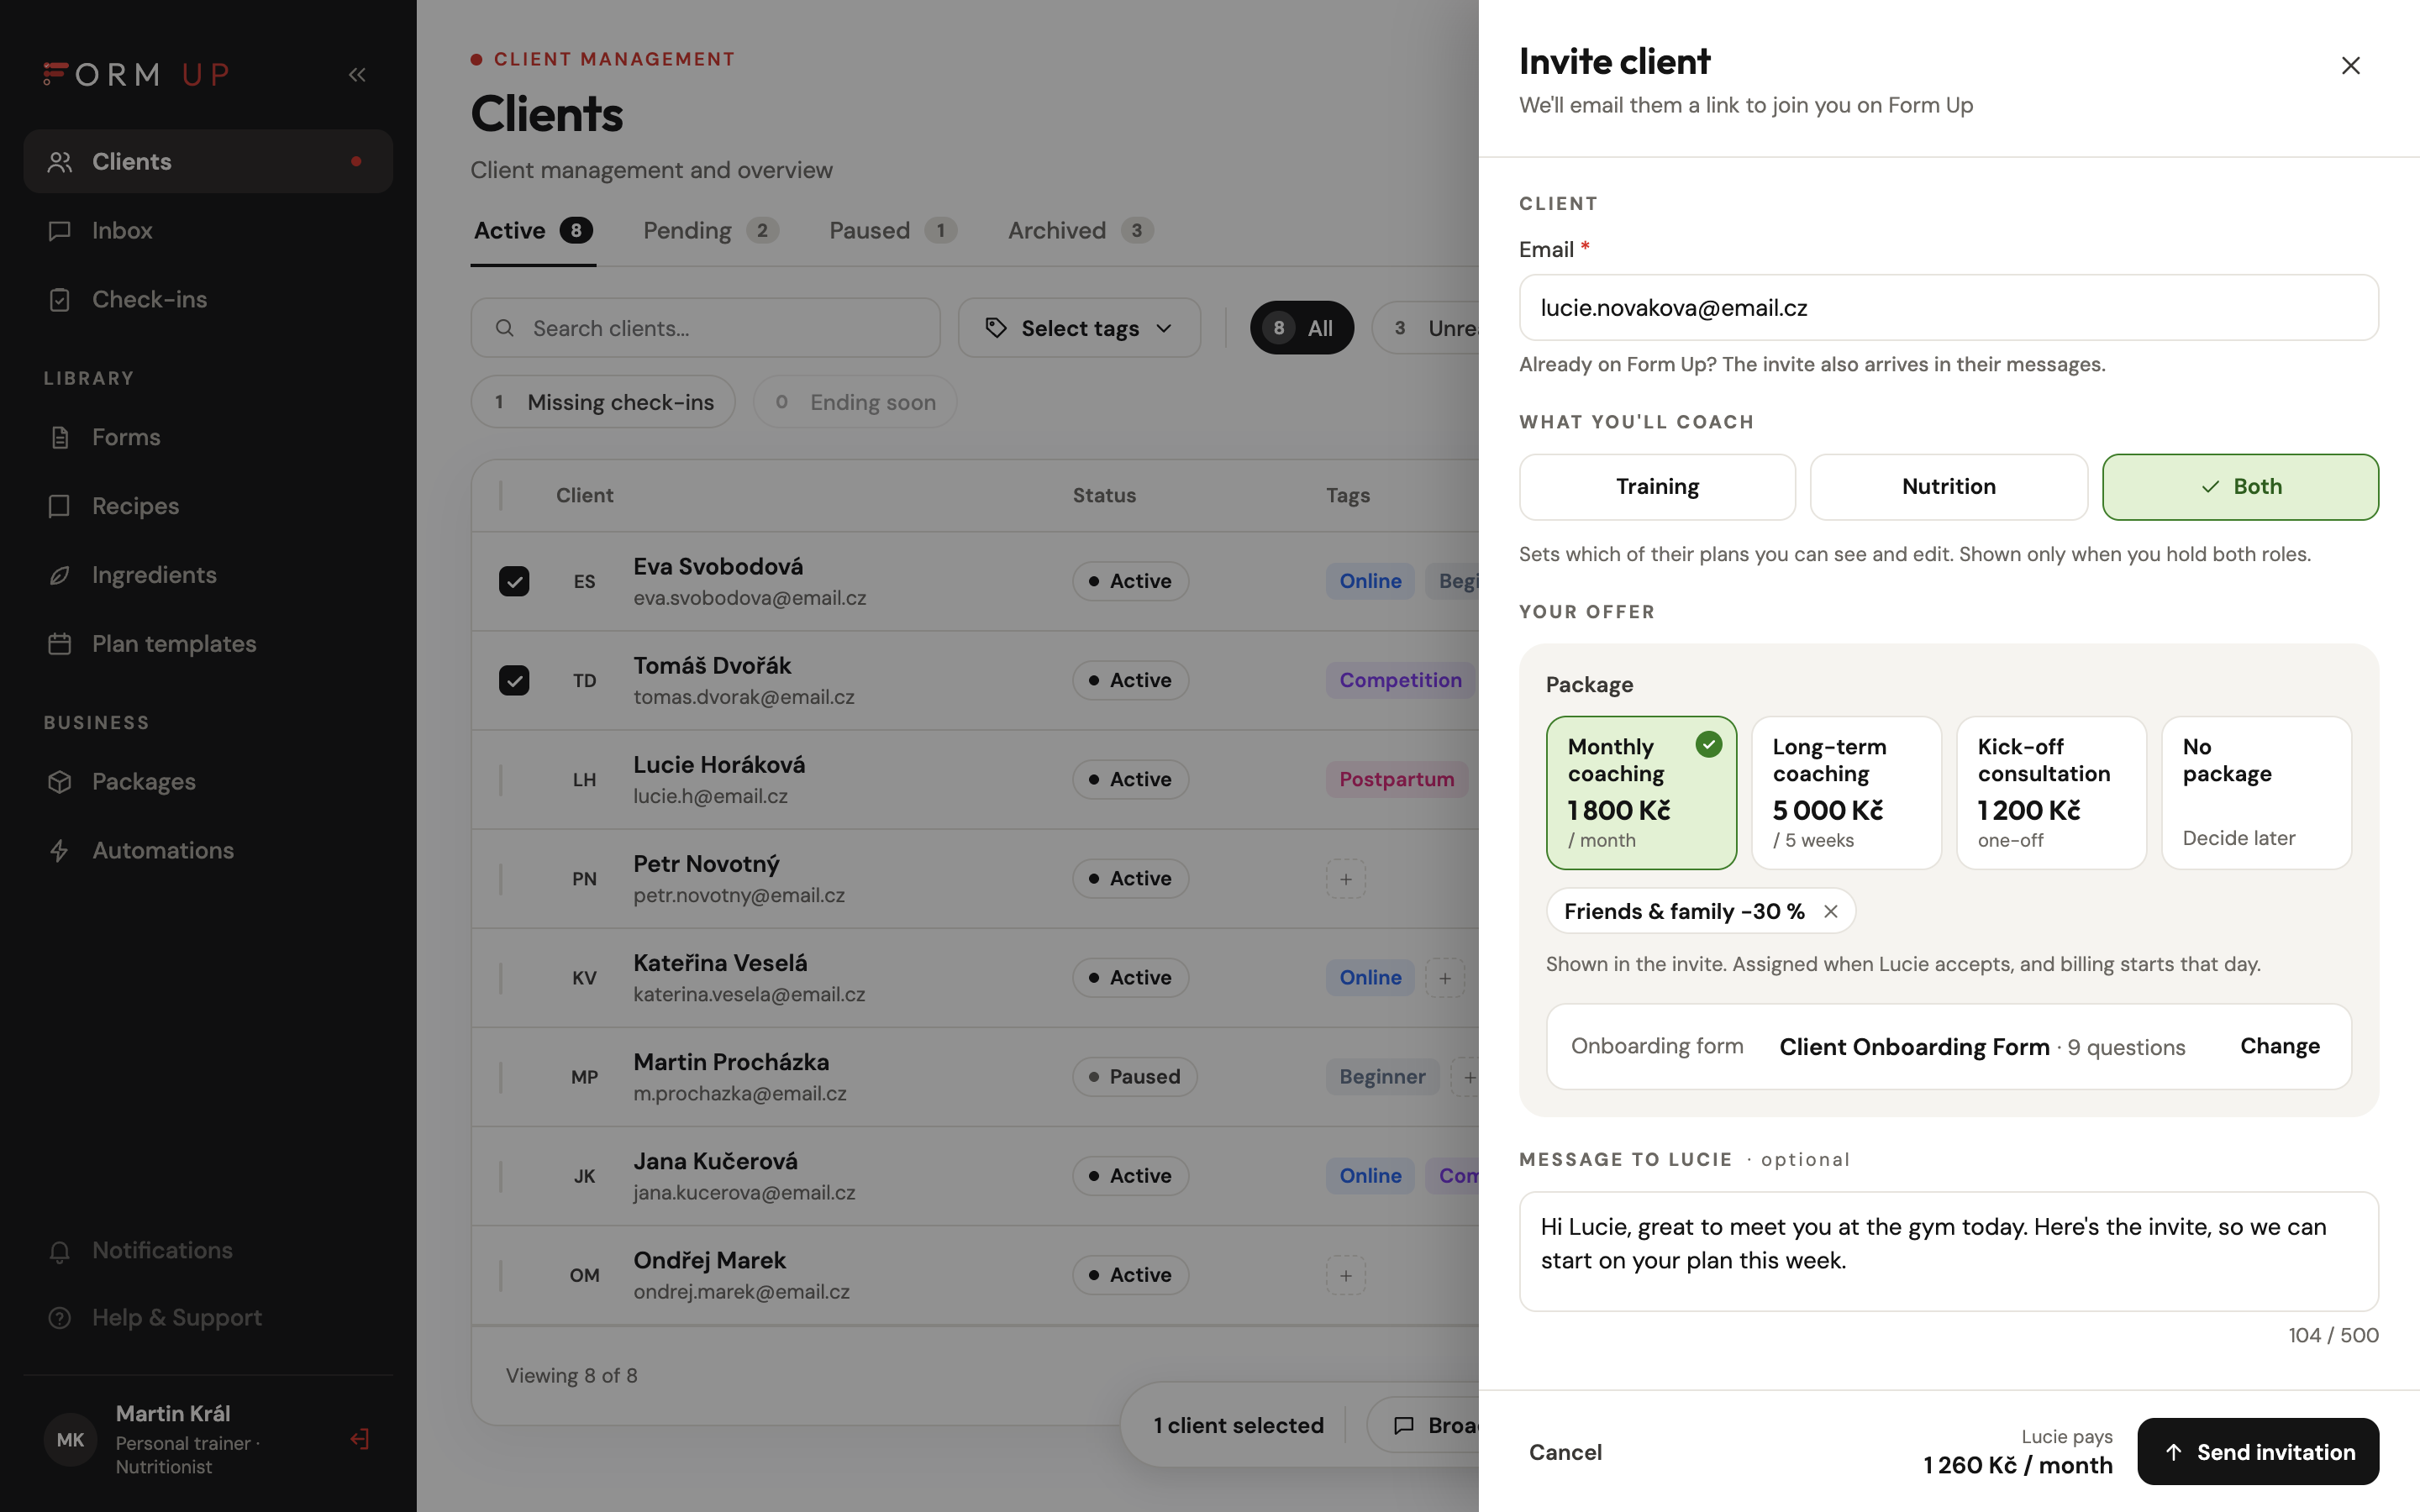 FORM UP
Clients
Inbox
Check-ins
LIBRARY
Forms
Recipes
Ingredients
Plan templates
BUSINESS
Packages
Automations
Notifications
Help & Support
MK
Martin Král
Personal trainer ·
Nutritionist
CLIENT MANAGEMENT
Clients
Client management and overview
Active 8 Pending 2 Paused 1 Archived 3
Search clients... Select tags 8 All 3
1 Missing check-ins 0 Ending soon
Client Status Tags
ES Eva Svobodová Active Online
eva.svobodova@email.cz
TD Tomáš Dvořák Active Competition
tomas.dvorak@email.cz
LH Lucie Horáková Active Postpartum
lucie.h@email.cz
PN Petr Novotný Active +
petr.novotny@email.cz
KV Kateřina Veselá Active Online +
katerina.vesela@email.cz
MP Martin Procházka Paused Beginner +
m.prochazka@email.cz
JK Jana Kučerová Active Online
jana.kucerova@email.cz
OM Ondřej Marek Active +
ondrej.marek@email.cz
Viewing 8 of 8
1 client selected
Invite client
We'll email them a link to join you on Form Up
CLIENT
Email *
lucie.novakova@email.cz
Already on Form Up? The invite also arrives in their messages.
WHAT YOU'LL COACH
Training Nutrition Both
Sets which of their plans you can see and edit. Shown only when you hold both roles.
YOUR OFFER
Package
Monthly
coaching
1 800 Kč
/ month
Long-term
coaching
5 000 Kč
/ 5 weeks
Kick-off
consultation
1 200 Kč
one-off
No
package
Decide later
Friends & family -30 %
Shown in the invite. Assigned when Lucie accepts, and billing starts that day.
Onboarding form Client Onboarding Form · 9 questions Change
MESSAGE TO LUCIE · optional
Hi Lucie, great to meet you at the gym today. Here's the invite, so we can
start on your plan this week.
104 / 500
Cancel
Lucie pays
1 260 Kč / month
Send invitation